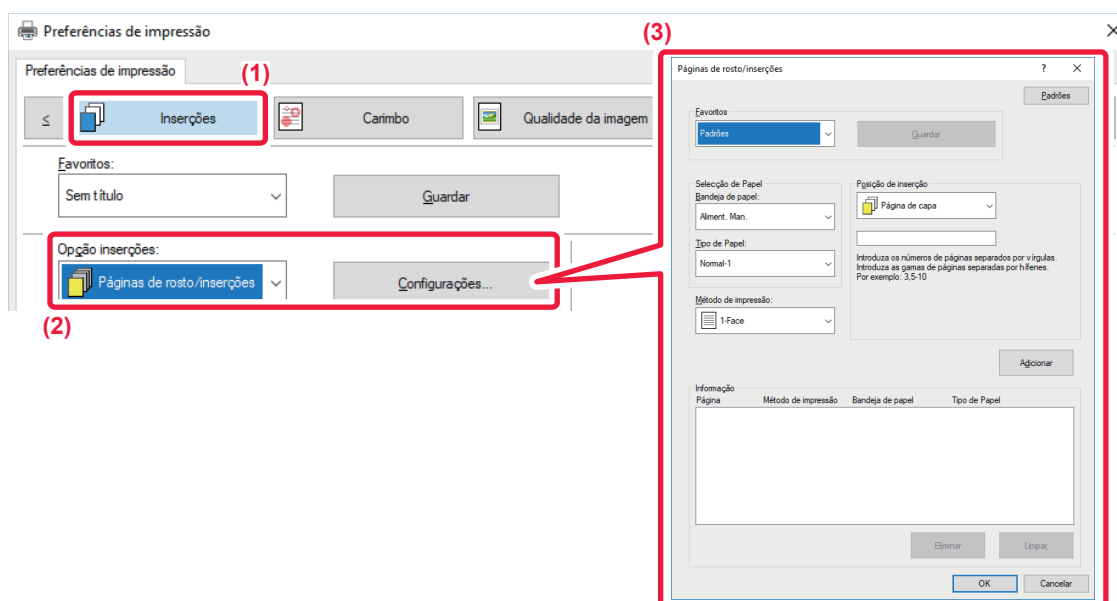 Preferências de impressão
Preferências de impressão
(1)
<
Inserções
Carimbo
Qualidade da imagem
Favoritos:
Sem título
Guardar
Opção inserções:
Páginas de rosto/inserções
Configurações...
(2)
(3)
Páginas de rosto/inserções
?
Padrões
Favoritos
Padrões
Guardar
Selecção de Papel
Bandeja de papel:
Aliment. Man.
Tipo de Papel:
Normal-1
Método de impressão:
1-Face
Posição de inserção
Página de capa
Introduza os números de páginas separados por vírgulas.
Introduza as gamas de páginas separadas por hífenes.
Por exemplo: 3,5-10
Adicionar
Informação
Página Método de impressão Bandeja de papel Tipo de Papel
Eliminar Limpar
OK Cancelar